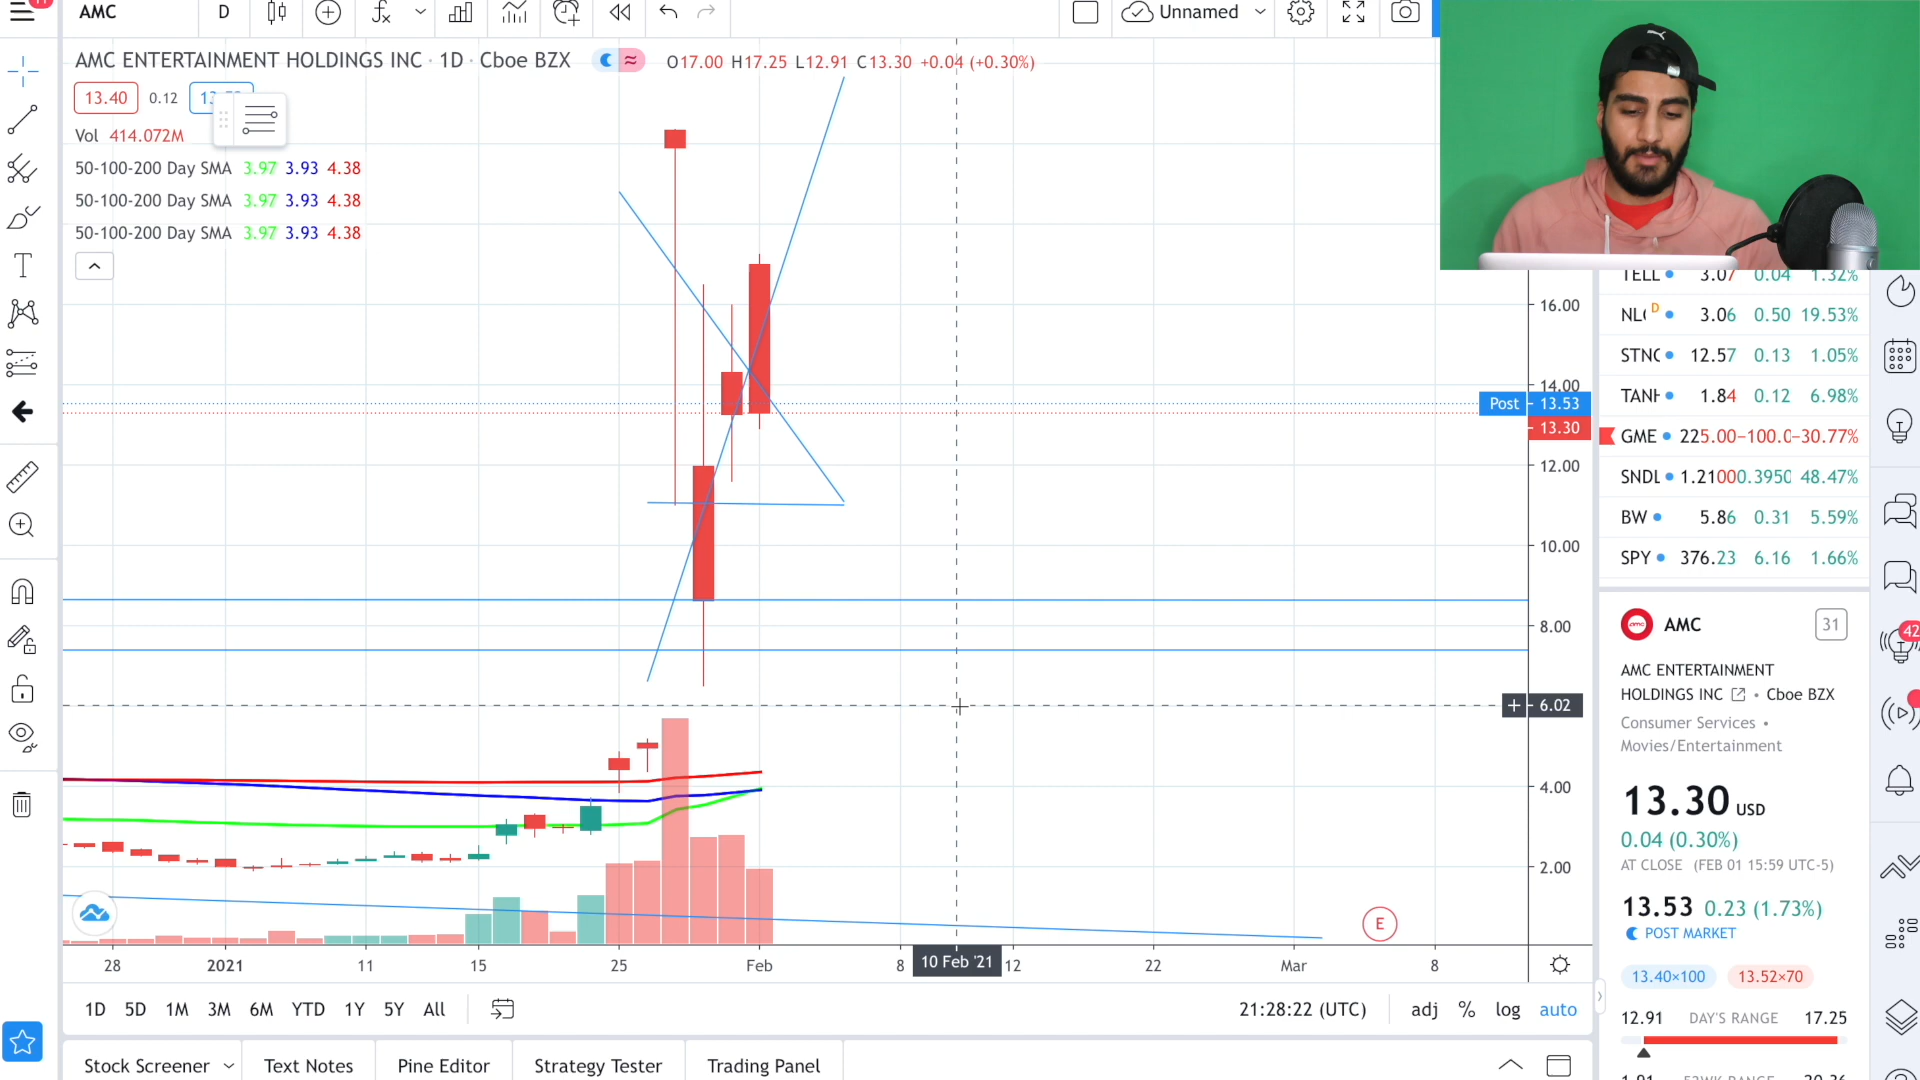 11
AMC
D
Unnamed
AMC ENTERTAINMENT HOLDINGS INC · 1D · Cboe BZX
O17.00 H17.25 L12.91 C13.30 +0.04 (+0.30%)
13.40 0.12
Vol 414.072M
50-100-200 Day SMA 3.97 3.93 4.38
50-100-200 Day SMA 3.97 3.93 4.38
50-100-200 Day SMA 3.97 3.93 4.38
16.00
14.00
Post 13.53
13.30
12.00
10.00
8.00
6.02
4.00
2.00
E
28 2021 11 15 25 Feb 8 10 Feb '21 12 22 Mar 8
1D 5D 1M 3M 6M YTD 1Y 5Y All
21:28:22 (UTC) adj % log auto
Stock Screener Text Notes Pine Editor Strategy Tester Trading Panel
TELL 3.07 0.04 1.32%
D 3.06 0.50 19.53%
12.57 0.13 1.05%
1.84 0.12 6.98%
GME 225.00 −30.77%
SNDL 1.2100 0.3950 48.47%
BW 5.86 0.31 5.59%
SPY 376.23 6.16 1.66%
AMC 31
AMC ENTERTAINMENT
HOLDINGS INC • Cboe BZX
Consumer Services •
Movies/Entertainment
13.30 USD
0.04 (0.30%)
AT CLOSE (FEB 01 15:59 UTC-5)
13.53 0.23 (1.73%)
POST MARKET
13.40×100 13.52×70
12.91 DAY'S RANGE 17.25
42